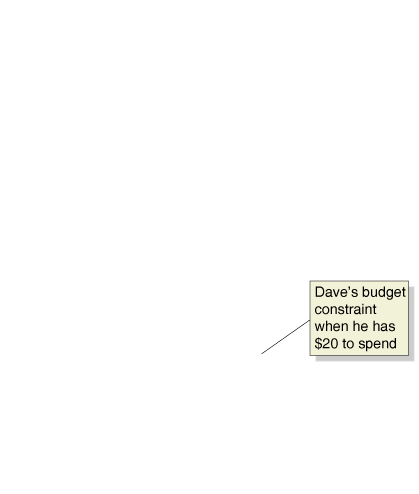 Dave's budget
constraint
when he has
$20 to spend